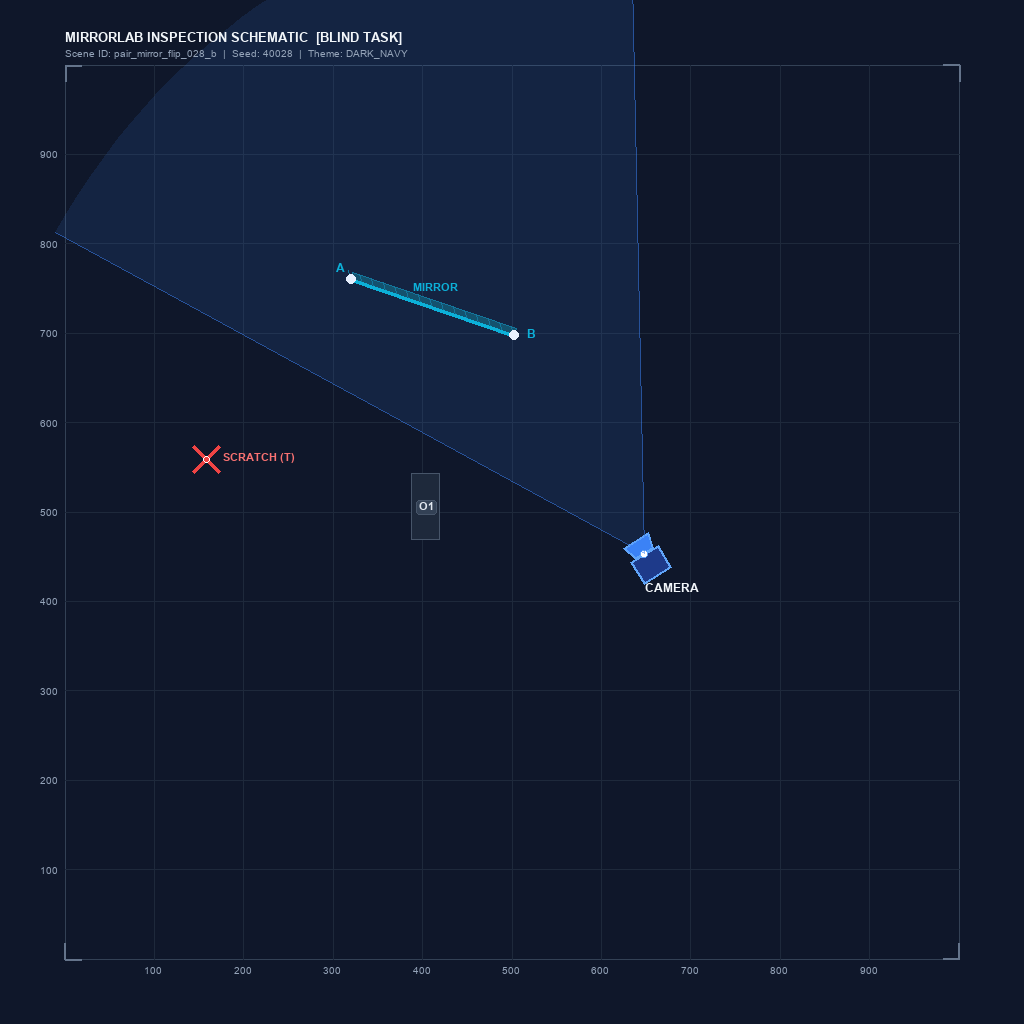 MIRRORLAB INSPECTION SCHEMATIC [BLIND TASK]
Scene ID: pair_mirror_flip_028_b | Seed: 40028 | Theme: DARK_NAVY
900
800
A
MIRROR
700
B
600
SCRATCH (T)
500
O1
CAMERA
400
300
200
100
100 200 300 400 500 600 700 800 900